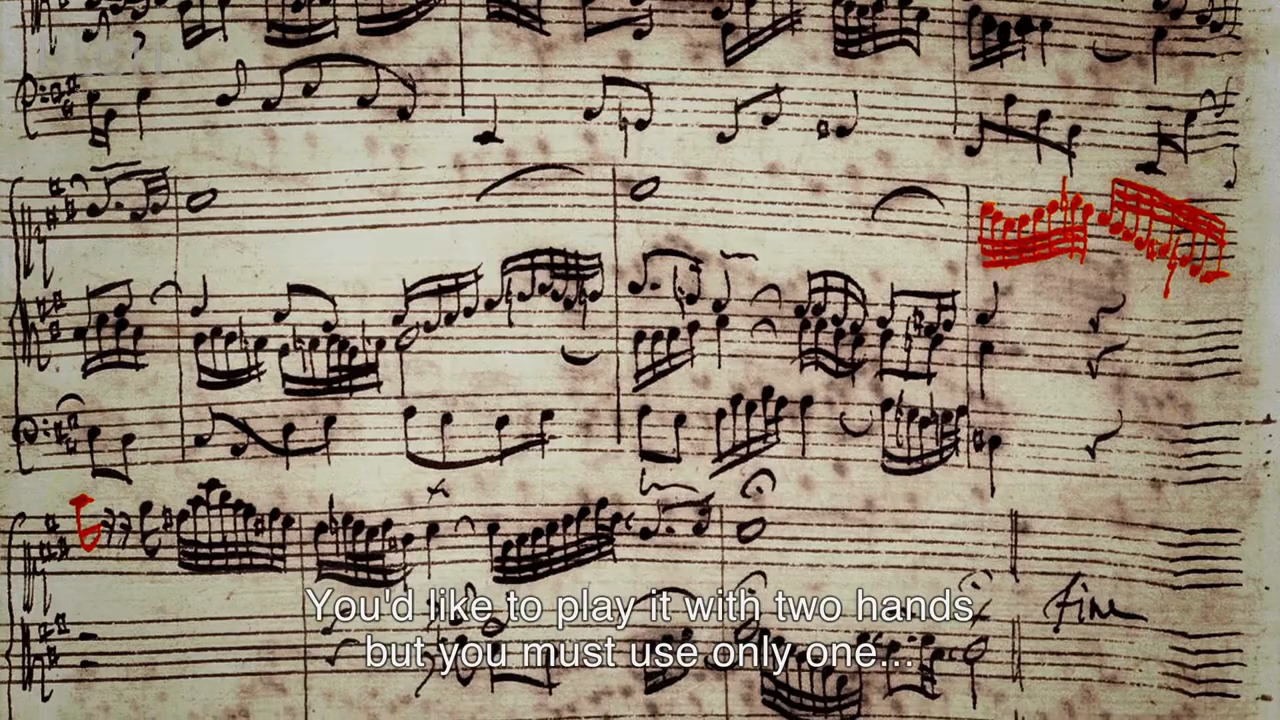 fine
You'd like to play it with two hands
but you must use only one...